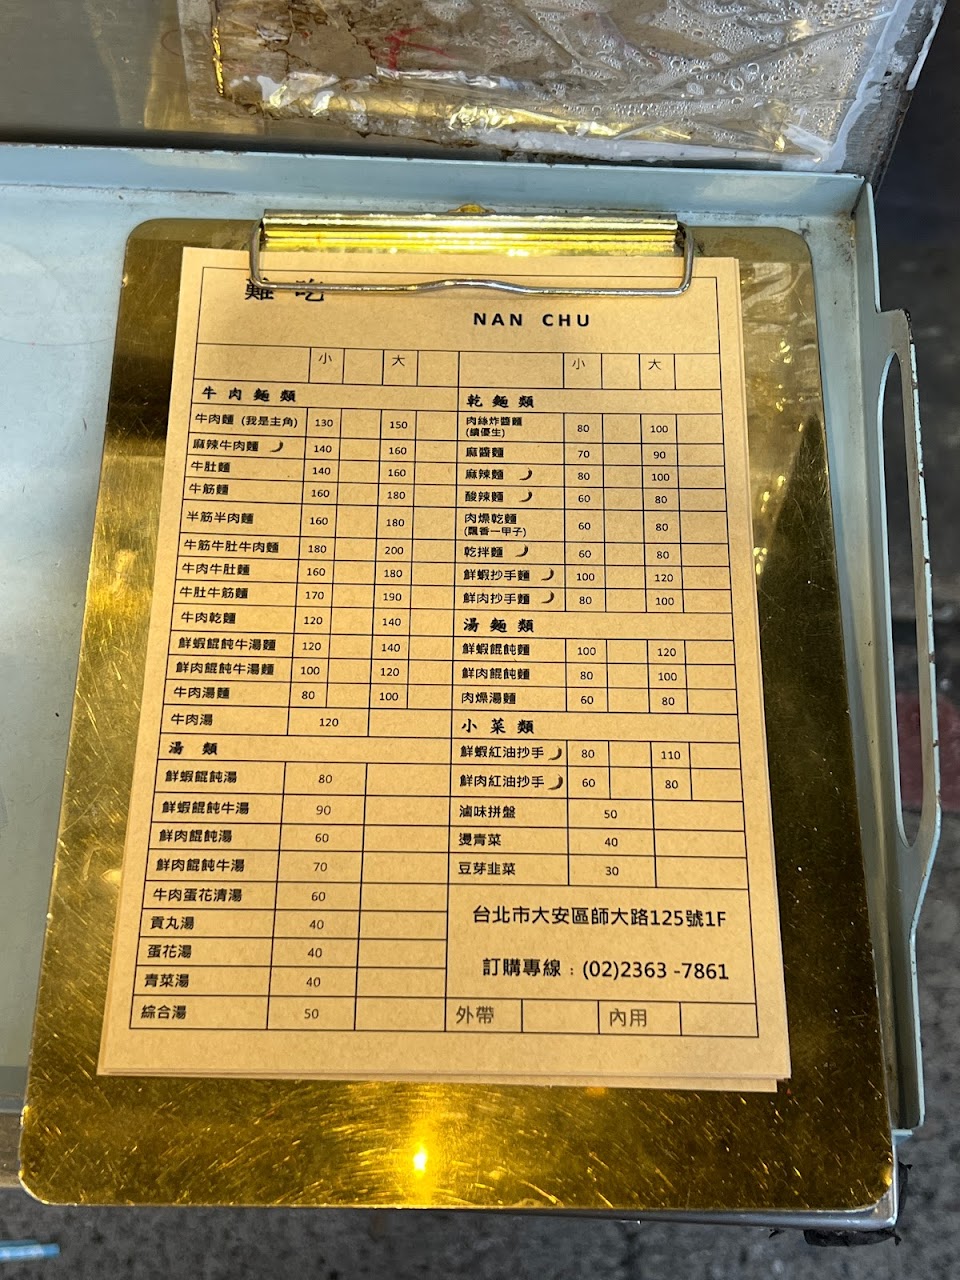 難吃
NAN CHU
小 大
牛肉麵類
牛肉麵 (我是主角) 130 150
麻辣牛肉麵 140 160
牛肚麵 140 160
牛筋麵 160 180
半筋半肉麵 160 180
牛筋牛肚牛肉麵 180 200
牛肉牛肚麵 160 180
牛肚牛筋麵 170 190
牛肉乾麵 120 140
鮮蝦餛飩牛湯麵 120 140
鮮肉餛飩牛湯麵 100 120
牛肉湯麵 80 100
牛肉湯 120
湯類
鮮蝦餛飩湯 80
鮮蝦餛飩牛湯 90
鮮肉餛飩湯 60
鮮肉餛飩牛湯 70
牛肉蛋花清湯 60
貢丸湯 40
蛋花湯 40
青菜湯 40
綜合湯 50
小 大
乾麵類
肉絲炸醬麵 80 100
(績優生)
麻醬麵 70 90
麻辣麵 80 100
酸辣麵 60 80
肉燥乾麵 60 80
(飄香一甲子)
乾拌麵 60 80
鮮蝦抄手麵 100 120
鮮肉抄手麵 80 100
湯麵類
鮮蝦餛飩麵 100 120
鮮肉餛飩麵 80 100
肉燥湯麵 60 80
小菜類
鮮蝦紅油抄手 80 110
鮮肉紅油抄手 60 80
滷味拼盤 50
燙青菜 40
豆芽韭菜 30
台北市大安區師大路125號1F
訂購專線：(02)2363-7861
外帶 內用